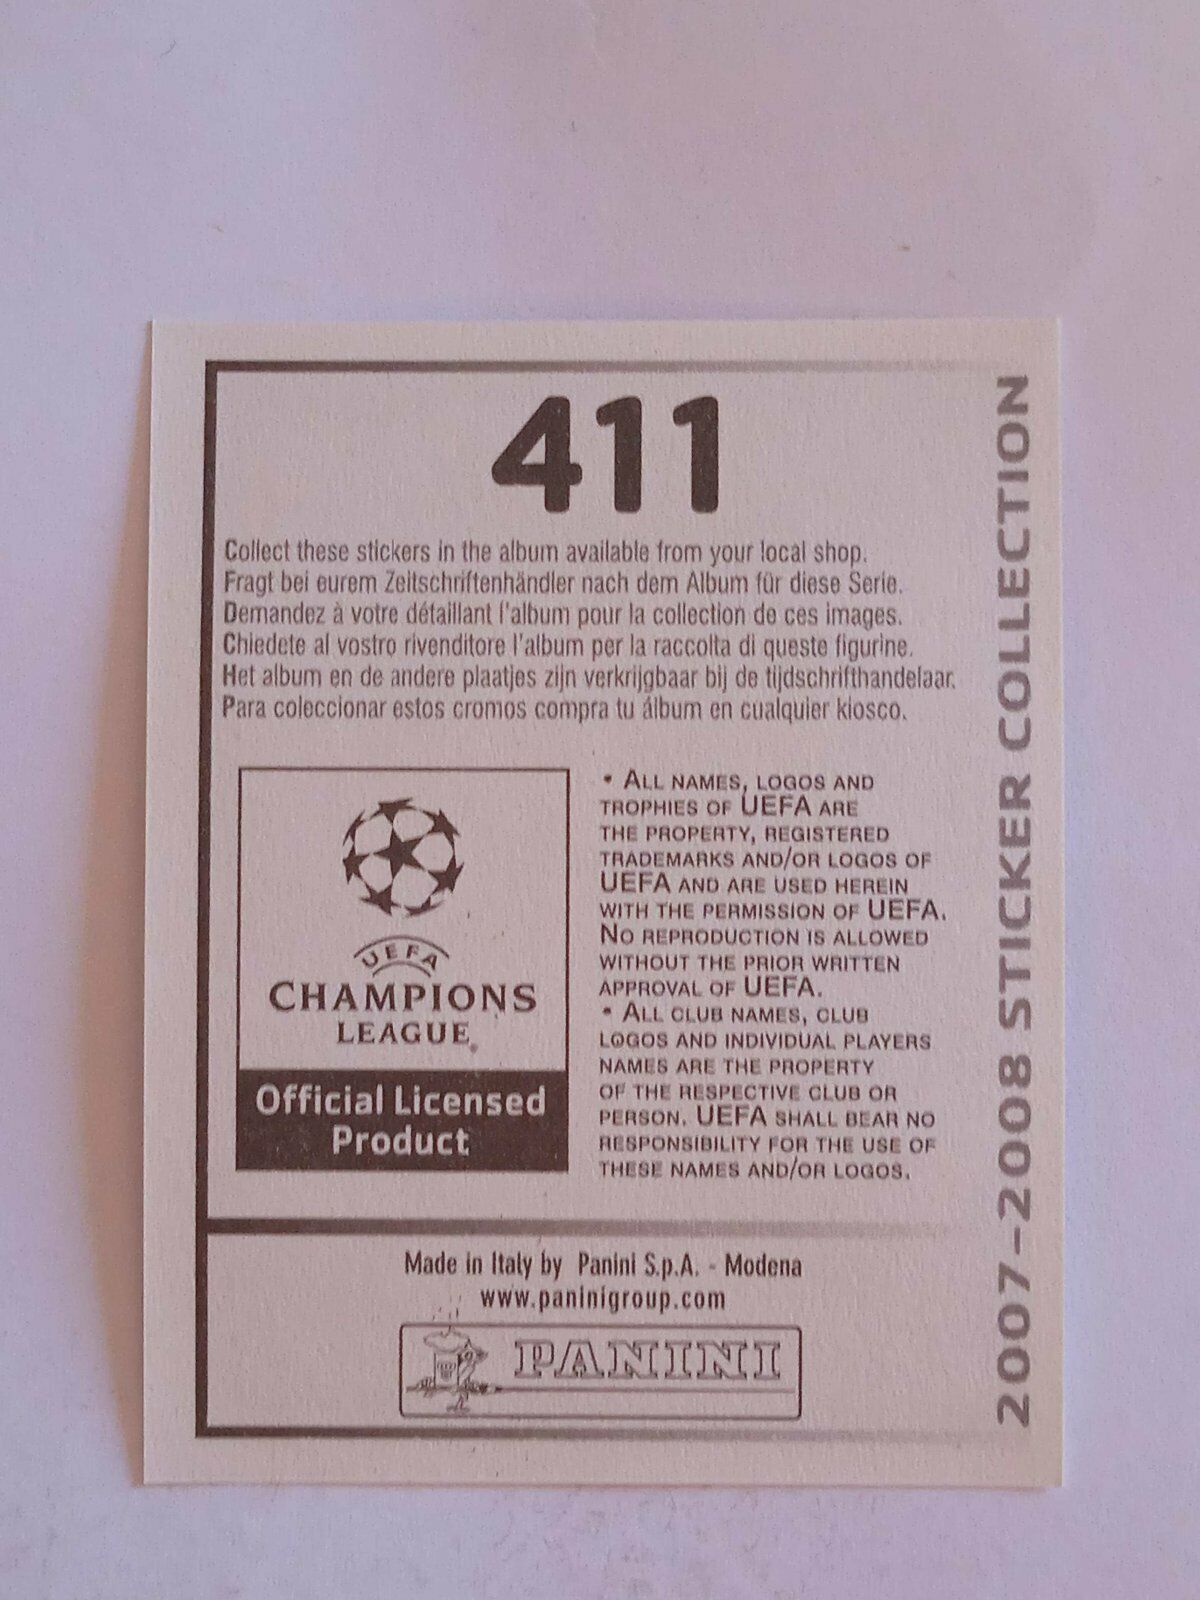 411
Collect these stickers in the album available from your local shop.
Fragt bei eurem Zeitschriftenhändler nach dem Album für diese Serie.
Demandez à votre détaillant l'album pour la collection de ces images.
Chiedete al vostro rivenditore l'album per la raccolta di queste figurine.
Het album en de andere plaatjes zijn verkrijgbaar bij de tijdschrifthandelaar.
Para coleccionar estos cromos compra tu álbum en cualquier kiosco.
UEFA
CHAMPIONS
LEAGUE®
Official Licensed
Product
• ALL NAMES, LOGOS AND
TROPHIES OF UEFA ARE
THE PROPERTY, REGISTERED
TRADEMARKS AND/OR LOGOS OF
UEFA AND ARE USED HEREIN
WITH THE PERMISSION OF UEFA.
NO REPRODUCTION IS ALLOWED
WITHOUT THE PRIOR WRITTEN
APPROVAL OF UEFA.
• ALL CLUB NAMES, CLUB
LOGOS AND INDIVIDUAL PLAYERS
NAMES ARE THE PROPERTY
OF THE RESPECTIVE CLUB OR
PERSON. UEFA SHALL BEAR NO
RESPONSIBILITY FOR THE USE OF
THESE NAMES AND/OR LOGOS.
Made in Italy by Panini S.p.A. - Modena
www.paninigroup.com
PANINI
2007-2008 STICKER COLLECTION